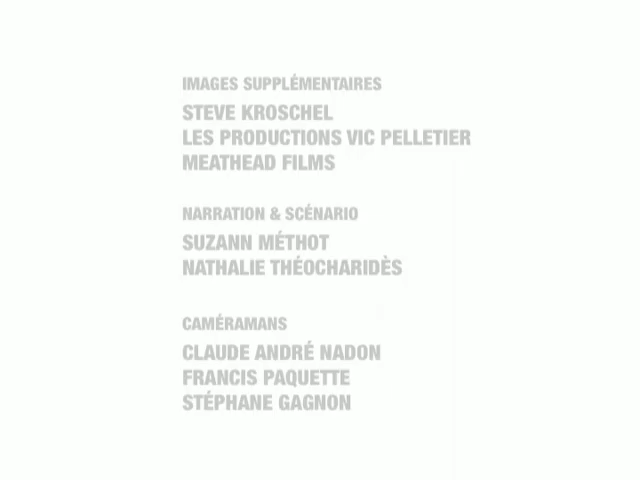 IMAGES SUPPLÉMENTAIRES
STEVE KROSCHEL
LES PRODUCTIONS VIC PELLETIER
MEATHEAD FILMS
NARRATION & SCÉNARIO
SUZANN MÉTHOT
NATHALIE THÉOCHARIDÈS
CAMÉRAMANS
CLAUDE ANDRÉ NADON
FRANCIS PAQUETTE
STÉPHANE GAGNON